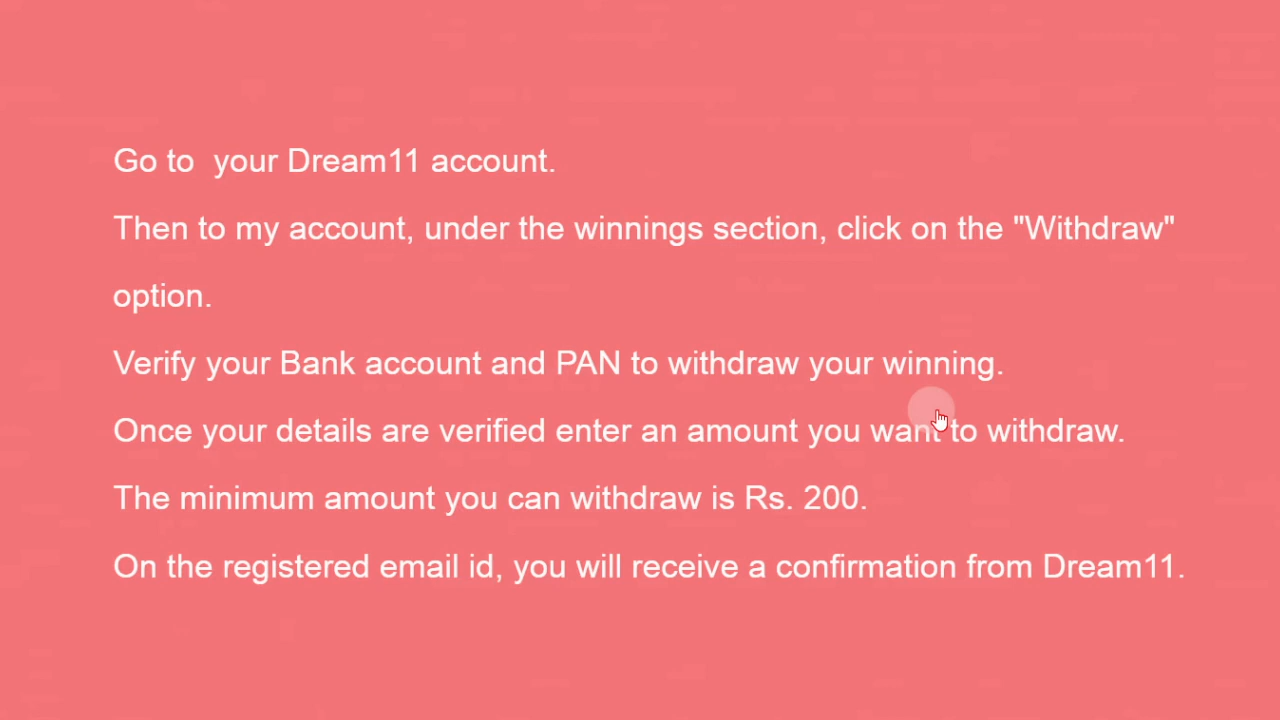 Go to  your Dream11 account.
Then to my account, under the winnings section, click on the "Withdraw"
option.
Verify your Bank account and PAN to withdraw your winning.
Once your details are verified enter an amount you want to withdraw.
The minimum amount you can withdraw is Rs. 200.
On the registered email id, you will receive a confirmation from Dream11.